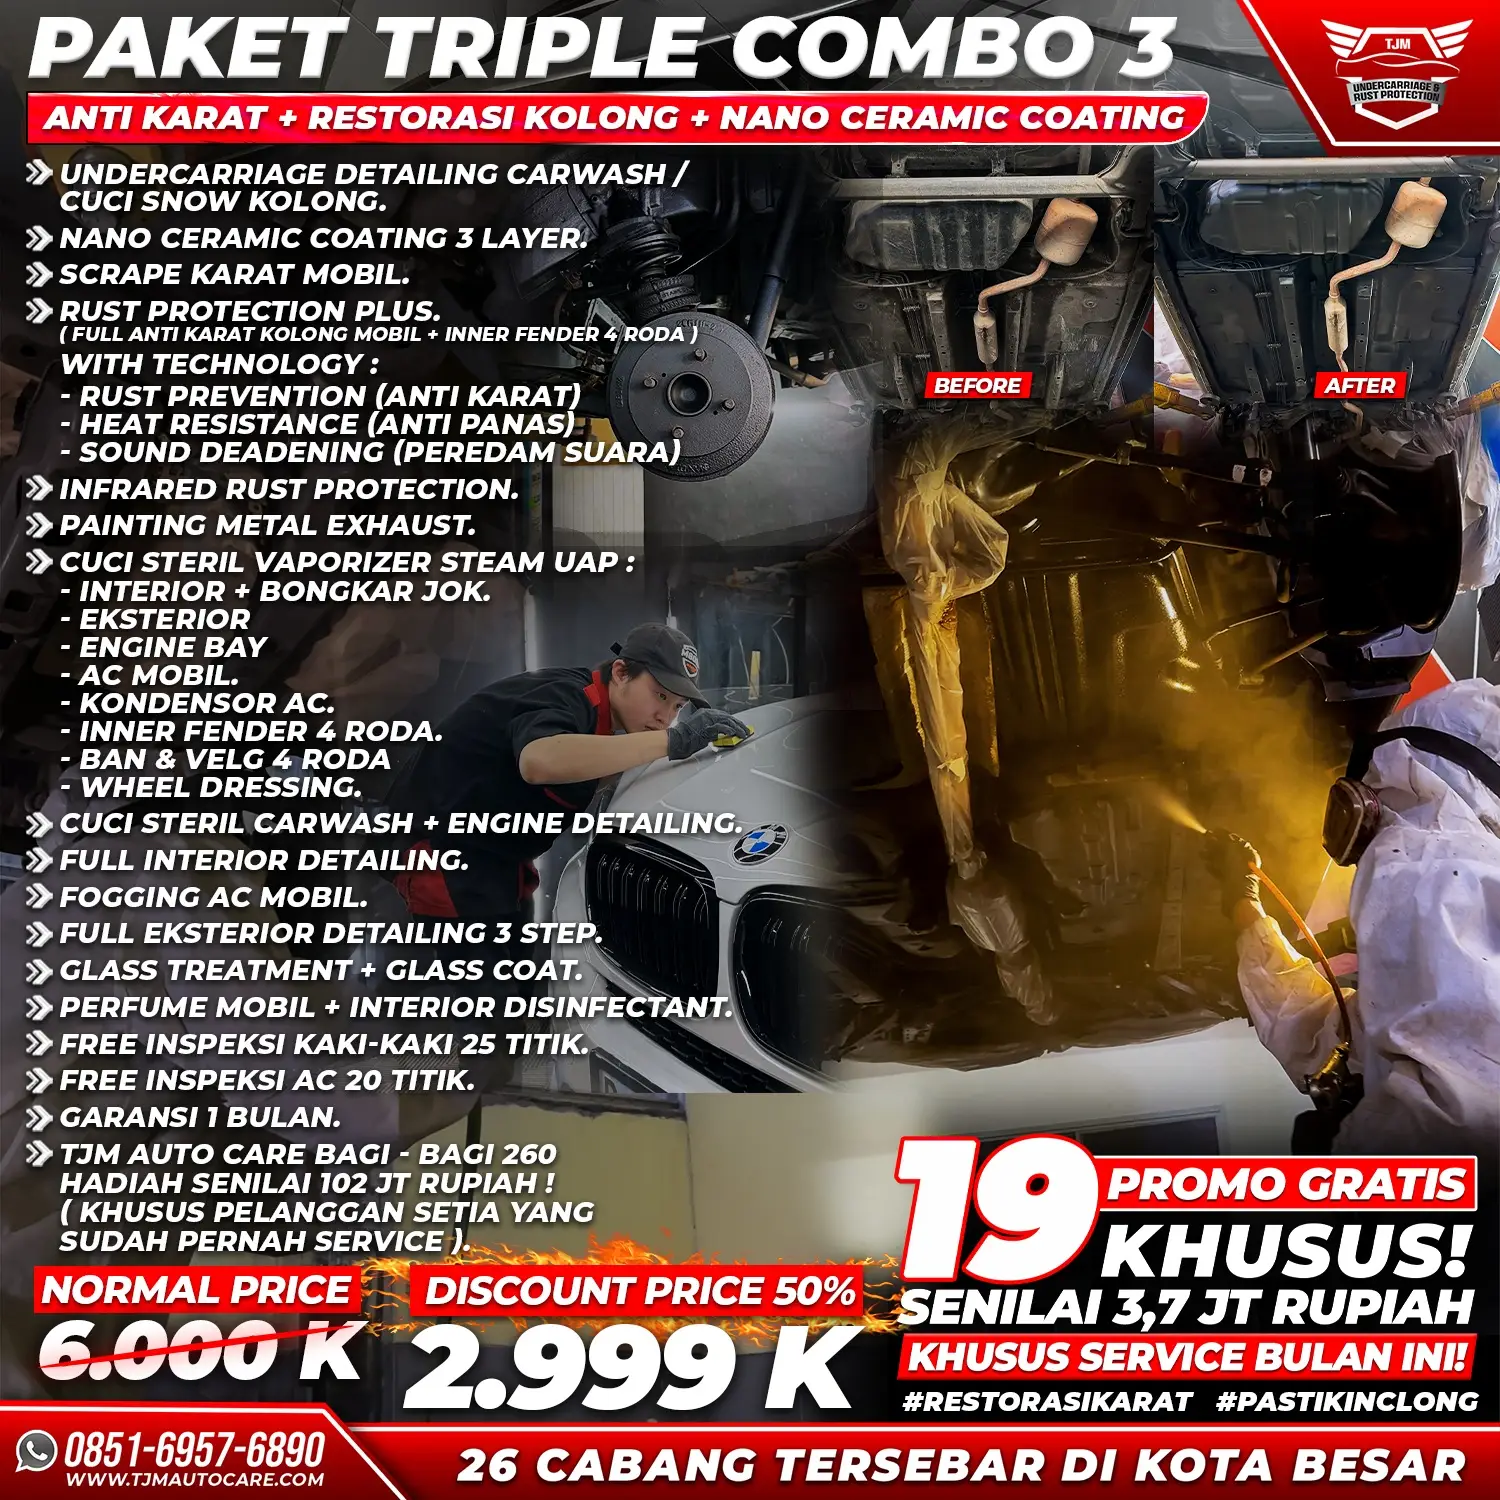 PAKET TRIPLE COMBO 3
TJM
UNDERCARRIAGE &
RUST PROTECTION
ANTI KARAT + RESTORASI KOLONG + NANO CERAMIC COATING
UNDERCARRIAGE DETAILING CARWASH /
CUCI SNOW KOLONG.
NANO CERAMIC COATING 3 LAYER.
SCRAPE KARAT MOBIL.
RUST PROTECTION PLUS.
( FULL ANTI KARAT KOLONG MOBIL + INNER FENDER 4 RODA )
WITH TECHNOLOGY :
- RUST PREVENTION (ANTI KARAT)
- HEAT RESISTANCE (ANTI PANAS)
- SOUND DEADENING (PEREDAM SUARA)
INFRARED RUST PROTECTION.
PAINTING METAL EXHAUST.
CUCI STERIL VAPORIZER STEAM UAP :
- INTERIOR + BONGKAR JOK.
- EKSTERIOR
- ENGINE BAY
- AC MOBIL.
- KONDENSOR AC.
- INNER FENDER 4 RODA.
- BAN & VELG 4 RODA
- WHEEL DRESSING.
CUCI STERIL CARWASH + ENGINE DETAILING.
FULL INTERIOR DETAILING.
FOGGING AC MOBIL.
FULL EKSTERIOR DETAILING 3 STEP.
GLASS TREATMENT + GLASS COAT.
PERFUME MOBIL + INTERIOR DISINFECTANT.
FREE INSPEKSI KAKI-KAKI 25 TITIK.
FREE INSPEKSI AC 20 TITIK.
GARANSI 1 BULAN.
TJM AUTO CARE BAGI - BAGI 260
HADIAH SENILAI 102 JT RUPIAH !
( KHUSUS PELANGGAN SETIA YANG
SUDAH PERNAH SERVICE ).
BEFORE
AFTER
BMW
NORMAL PRICE
6.000 K
DISCOUNT PRICE 50%
2.999 K
19 PROMO GRATIS
KHUSUS!
SENILAI 3,7 JT RUPIAH
KHUSUS SERVICE BULAN INI!
#RESTORASIKARAT #PASTIKINCLONG
0851-6957-6890
WWW.TJMAUTOCARE.COM
26 CABANG TERSEBAR DI KOTA BESAR